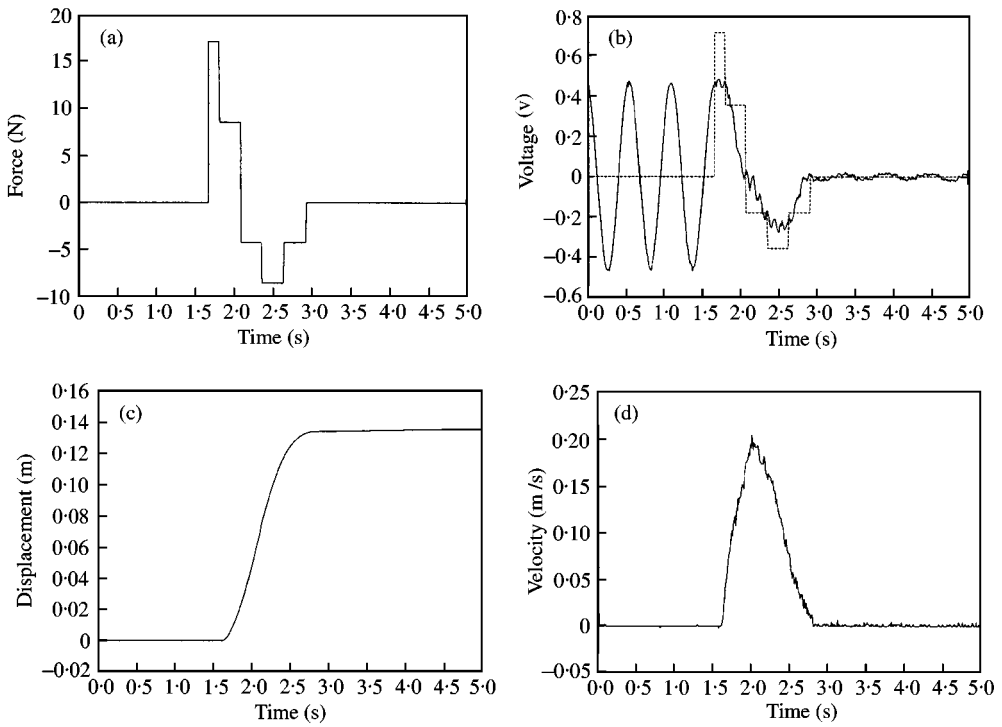 20
15
10
5
0
−5
−10
Force (N)
(a)
0 0·5 1·0 1·5 2·0 2·5 3·0 3·5 4·0 4·5 5·0
Time (s)
0·8
0·6
0·4
0·2
0
−0·2
−0·4
−0·6
Voltage (v)
(b)
0·0 0·5 1·0 1·5 2·0 2·5 3·0 3·5 4·0 4·5 5·0
Time (s)
0·16
0·14
0·12
0·10
0·08
0·06
0·04
0·02
0
−0·02
Displacement (m)
(c)
0·0 0·5 1·0 1·5 2·0 2·5 3·0 3·5 4·0 4·5 5·0
Time (s)
0·25
0·20
0·15
0·10
0·05
0
−0·05
Velocity (m /s)
(d)
0·0 0·5 1·0 1·5 2·0 2·5 3·0 3·5 4·0 4·5 5·0
Time (s)